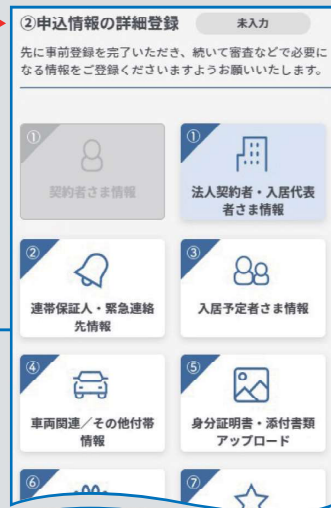 ②申込情報の詳細登録 未入力
先に事前登録を完了いただき、続いて審査などで必要に
なる情報をご登録くださいますようお願いいたします。
①
契約者さま情報
①
法人契約者・入居代表
者さま情報
②
連帯保証人・緊急連絡
先情報
③
入居予定者さま情報
④
車両関連／その他付帯
情報
⑤
身分証明書・添付書類
アップロード
⑥
⑦